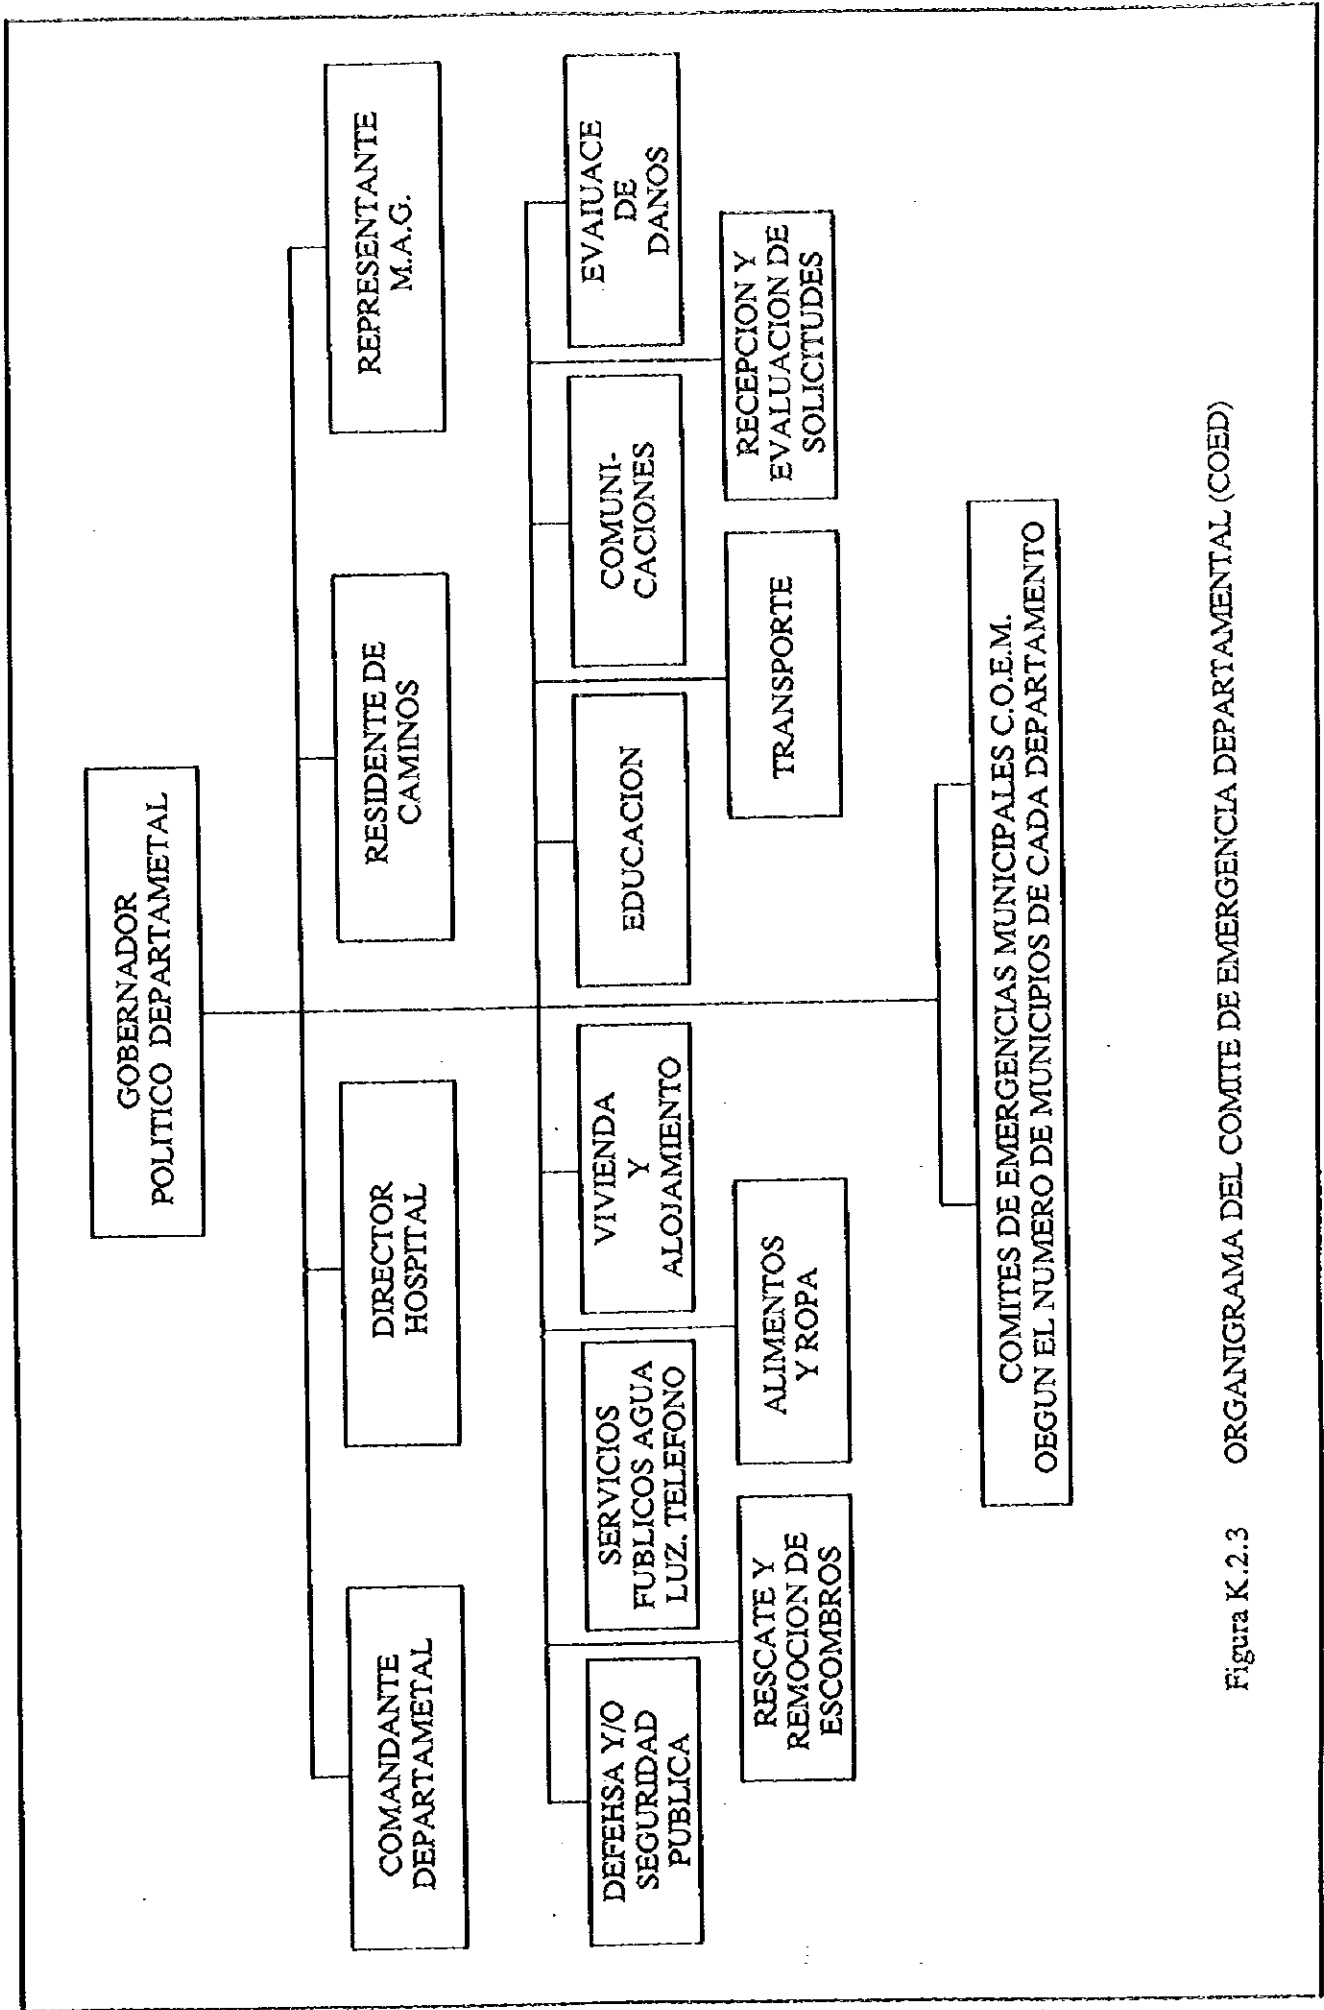 GOBERNADOR
POLITICO DEPARTAMETAL
COMANDANTE
DEPARTAMETAL
DIRECTOR
HOSPITAL
RESIDENTE DE
CAMINOS
REPRESENTANTE
M.A.G.
DEFEHSA Y/O
SEGURIDAD
PUBLICA
SERVICIOS
FUBLICOS AGUA
LUZ. TELEFONO
VIVIENDA
Y
ALOJAMIENTO
EDUCACION
COMUNI-
CACIONES
EVAIUACE
DE
DANOS
RESCATE Y
REMOCION DE
ESCOMBROS
ALIMENTOS
Y ROPA
TRANSPORTE
RECEPCION Y
EVALUACION DE
SOLICITUDES
COMITES DE EMERGENCIAS MUNICIPALES C.O.E.M.
OEGUN EL NUMERO DE MUNICIPIOS DE CADA DEPARTAMENTO
Figura K.2.3 ORGANIGRAMA DEL COMITE DE EMERGENCIA DEPARTAMENTAL (COED)